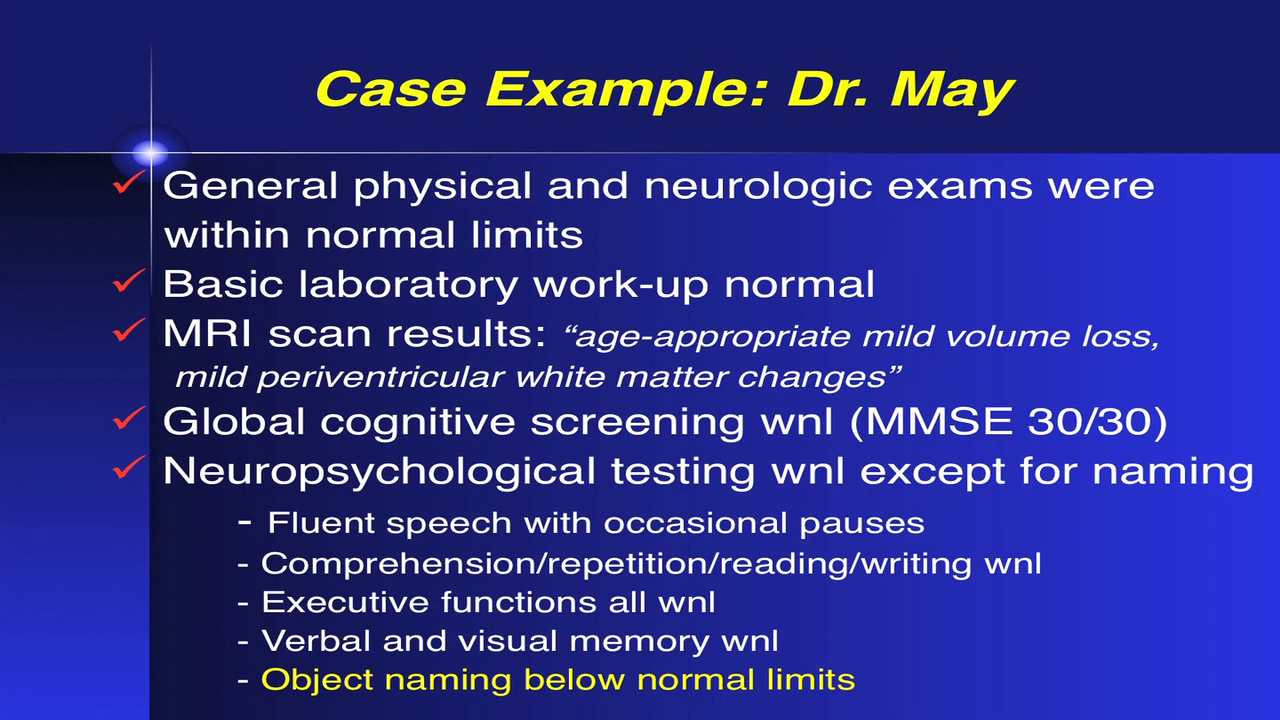 Case Example: Dr. May
General physical and neurologic exams were
within normal limits
Basic laboratory work-up normal
MRI scan results: “age-appropriate mild volume loss,
mild periventricular white matter changes”
Global cognitive screening wnl (MMSE 30/30)
Neuropsychological testing wnl except for naming
- Fluent speech with occasional pauses
- Comprehension/repetition/reading/writing wnl
- Executive functions all wnl
- Verbal and visual memory wnl
- Object naming below normal limits